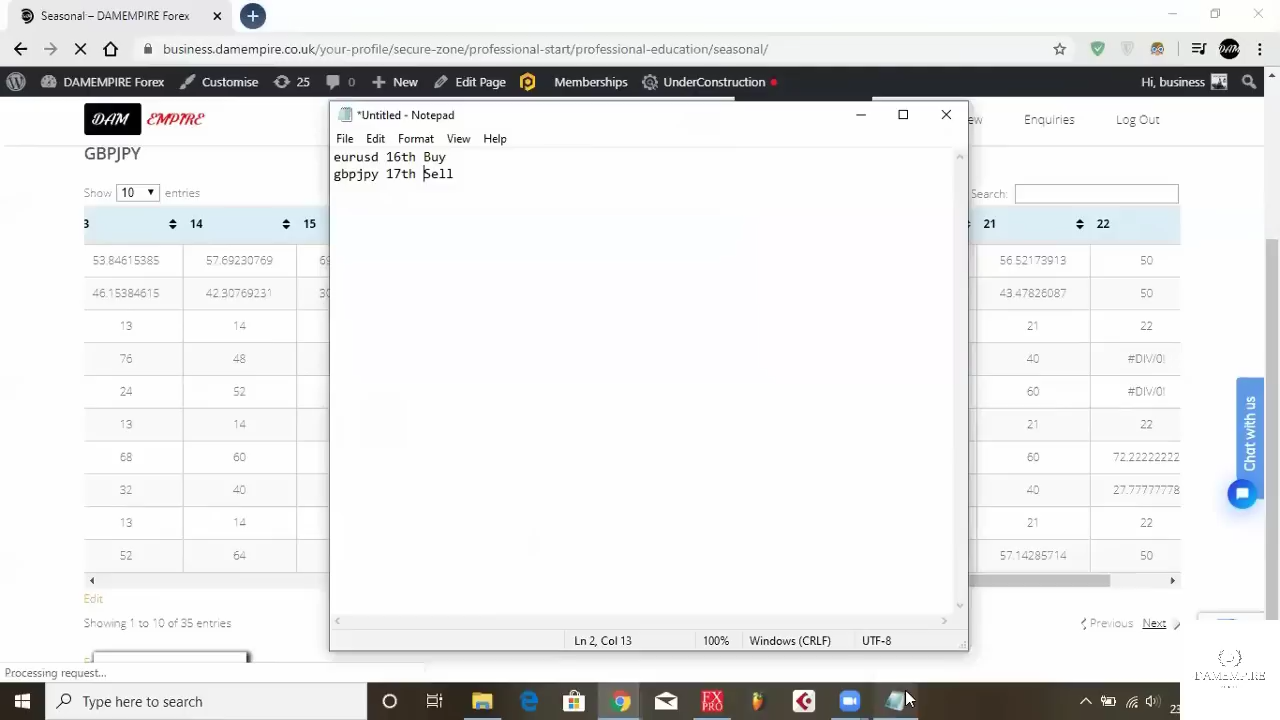 Seasonal – DAMEMPIRE Forex
business.damempire.co.uk/your-profile/secure-zone/professional-start/professional-education/seasonal/
DAMEMPIRE Forex Customise 25 0 New Edit Page Memberships UnderConstruction Hi, business
DAM EMPIRE
Enquiries Log Out
*Untitled - Notepad
File Edit Format View Help
eurusd 16th Buy
gbpjpy 17th Sell
Ln 2, Col 13 100% Windows (CRLF) UTF-8
GBPJPY
Show 10 entries Search:
3 14 15 21 22
53.84615385 57.69230769 56.52173913 50
46.15384615 42.30769231 30 43.47826087 50
13 14 21 22
76 48 40 #DIV/0!
24 52 60 #DIV/0!
13 14 21 22
68 60 60 72.22222222
32 40 40 27.77777778
13 14 21 22
52 64 57.14285714 50
Edit
Showing 1 to 10 of 35 entries Previous Next
Chat with us
Processing request...
Type here to search
FX PRO
DAMEMPIRE